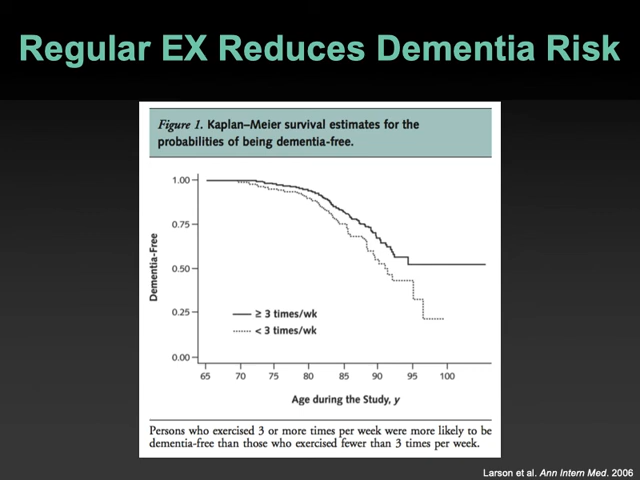 Regular EX Reduces Dementia Risk
Figure 1. Kaplan–Meier survival estimates for the
probabilities of being dementia-free.
Dementia-Free
1.00
0.75
0.50
0.25
0.00
≥ 3 times/wk
< 3 times/wk
65 70 75 80 85 90 95 100
Age during the Study, y
Persons who exercised 3 or more times per week were more likely to be
dementia-free than those who exercised fewer than 3 times per week.
Larson et al. Ann Intern Med. 2006